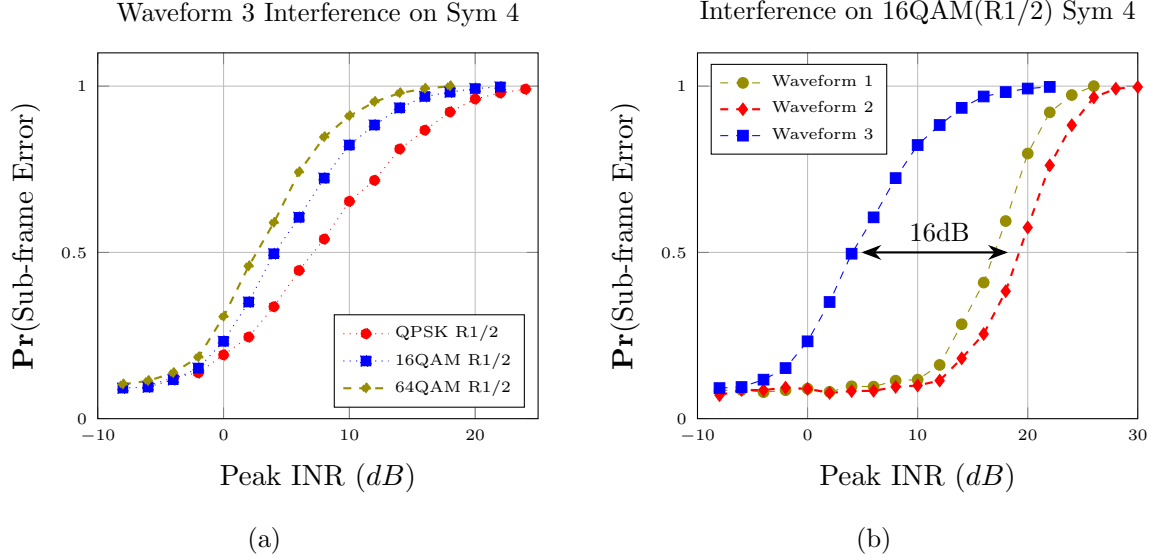 Waveform 3 Interference on Sym 4
Pr(Sub-frame Error)
1
0.5
0
−10
0
10
20
QPSK R1/2
16QAM R1/2
64QAM R1/2
Peak INR (dB)
(a)
Interference on 16QAM(R1/2) Sym 4
Pr(Sub-frame Error)
1
0.5
0
−10
0
10
20
30
Waveform 1
Waveform 2
Waveform 3
16dB
Peak INR (dB)
(b)